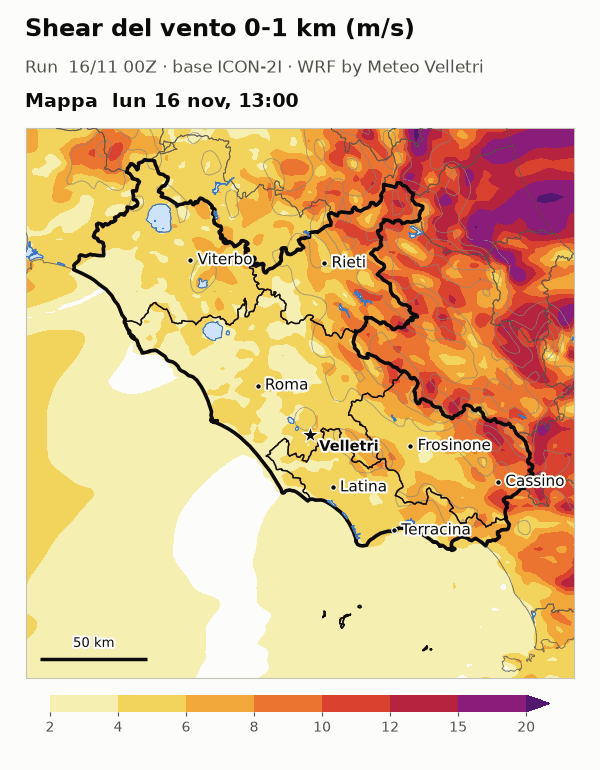 Shear del vento 0-1 km (m/s)
Run  16/11 00Z · base ICON-2I · WRF by Meteo Velletri
Mappa  lun 16 nov, 13:00
Viterbo
Rieti
Roma
Velletri
Frosinone
Cassino
Latina
Terracina
50 km
2 4 6 8 10 12 15 20